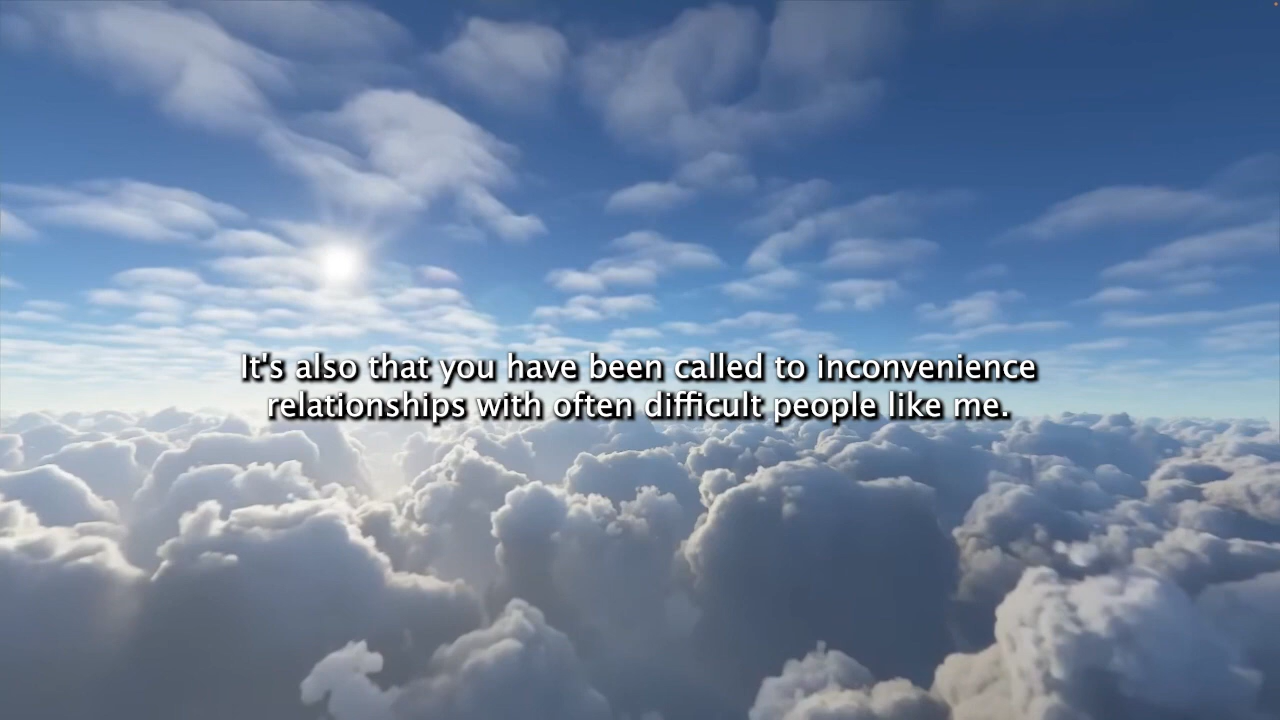 It's also that you have been called to inconvenience
relationships with often difficult people like me.